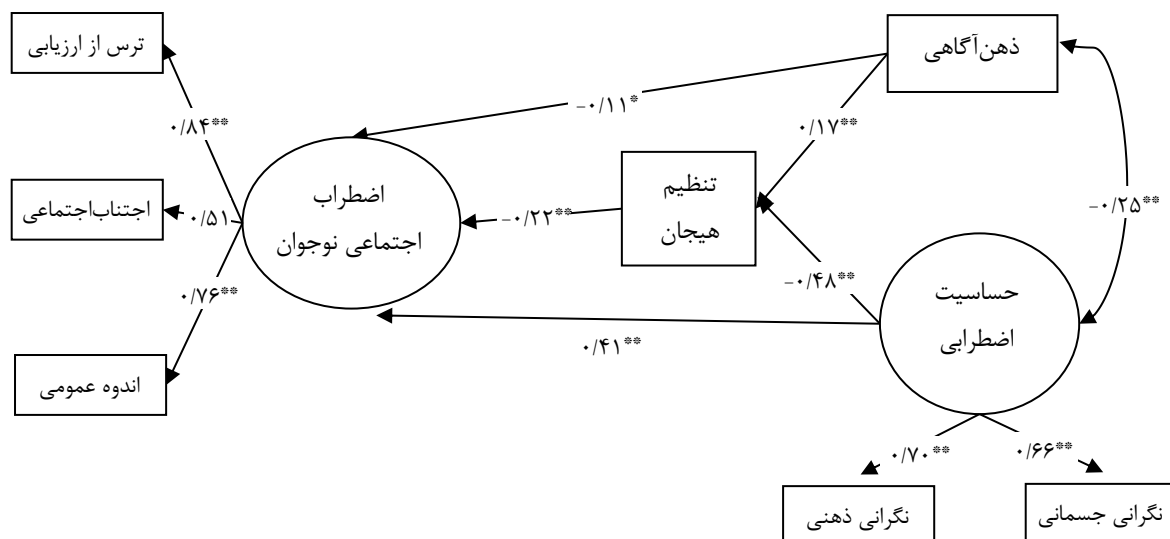 ذهن‌آگاهی
ترس از ارزیابی
-۰/۱۱*
۰/۱۷**
۰/۸۴**
تنظیم
هیجان
اضطراب
اجتماعی نوجوان
اجتناب‌اجتماعی
۰/۵۱
-۰/۲۲**
-۰/۲۵**
-۰/۴۸**
حساسیت
اضطرابی
۰/۷۶**
۰/۴۱**
اندوه عمومی
۰/۶۶**
۰/۷۰**
نگرانی جسمانی
نگرانی ذهنی